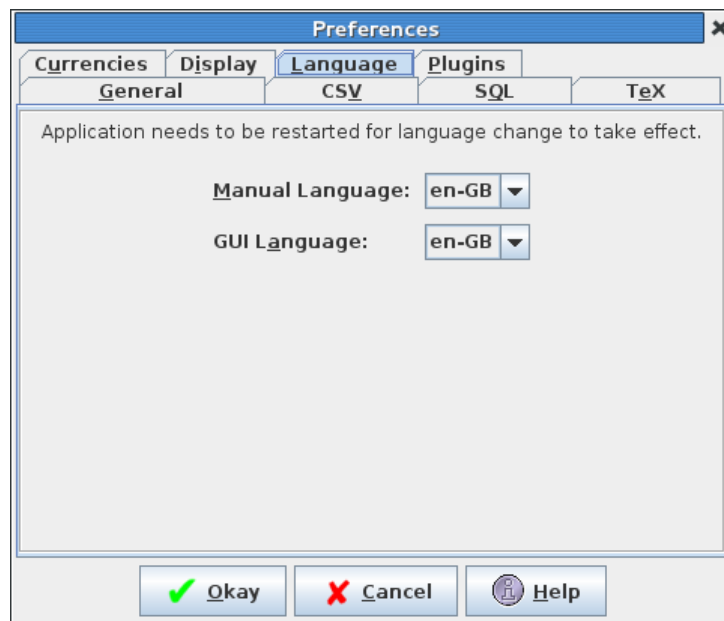 Preferences
Currencies Display Language Plugins
General CSV SQL TeX
Application needs to be restarted for language change to take effect.
Manual Language: en-GB
GUI Language: en-GB
Okay Cancel Help